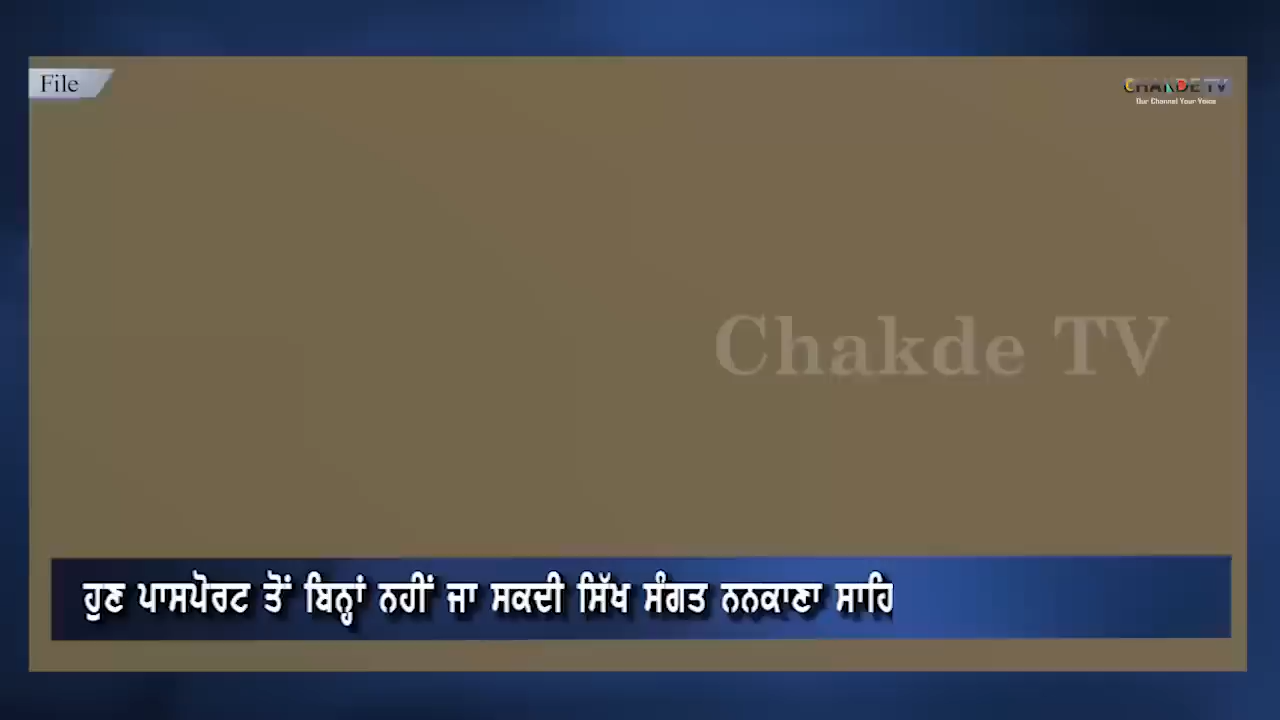 File
CHAKDE TV
Our Channel Your Voice
Chakde TV
ਹੁਣ ਪਾਸਪੋਰਟ ਤੋਂ ਬਿਨ੍ਹਾਂ ਨਹੀਂ ਜਾ ਸਕਦੀ ਸਿੱਖ ਸੰਗਤ ਨਨਕਾਣਾ ਸਾਹਿ